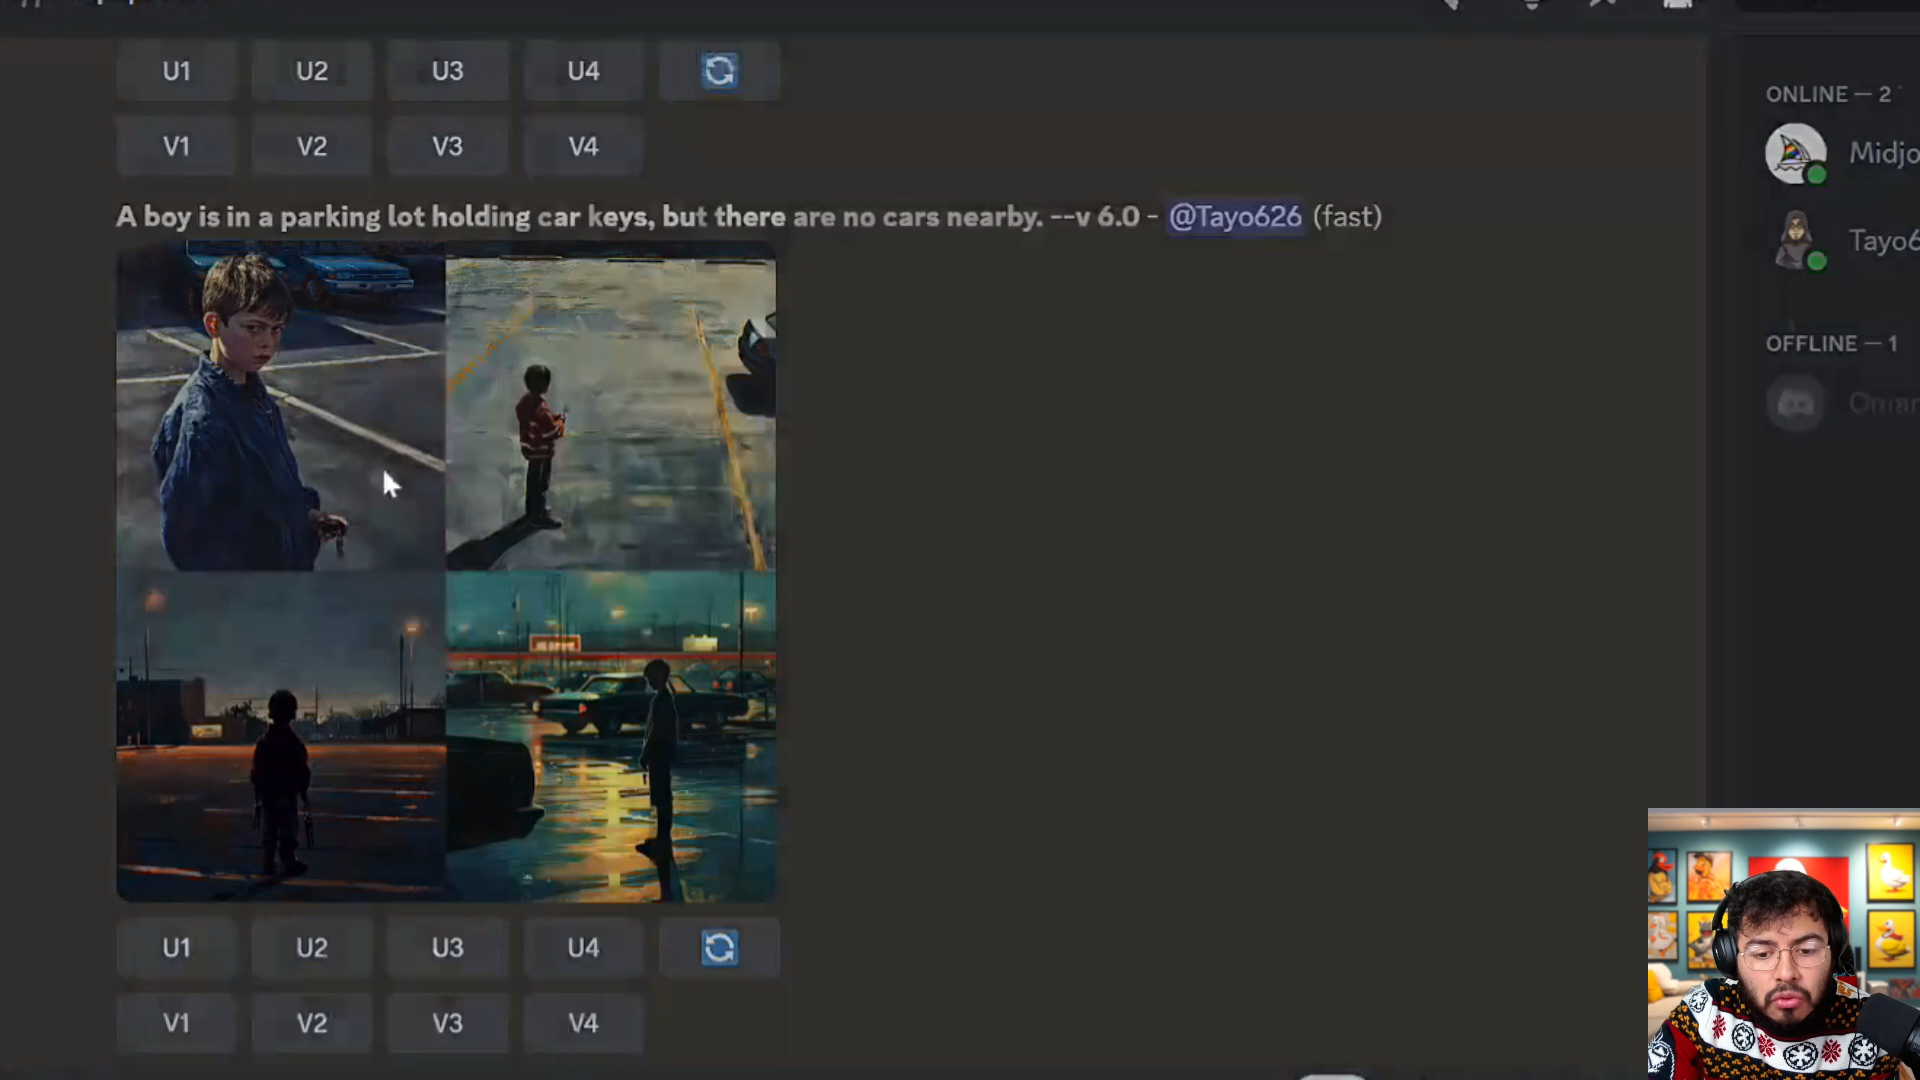 U1 U2 U3 U4
V1 V2 V3 V4
A boy is in a parking lot holding car keys, but there are no cars nearby. --v 6.0 - @Tayo626 (fast)
U1 U2 U3 U4
V1 V2 V3 V4
ONLINE — 2
Midjo
Tayo6
OFFLINE — 1